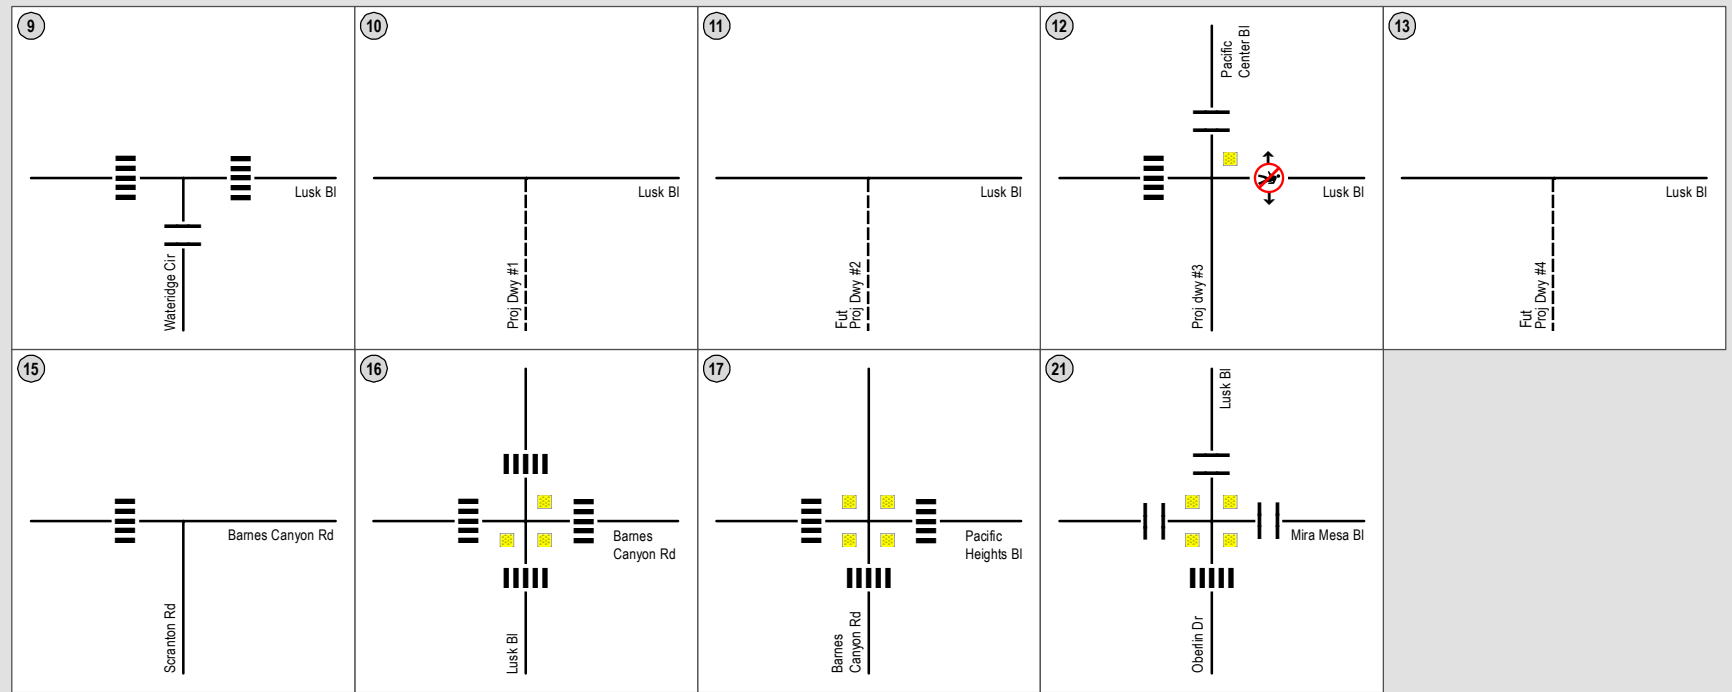 9
Lusk Bl
Wateridge Cir
10
Lusk Bl
Proj Dwy #1
11
Lusk Bl
Fut
Proj Dwy #2
12
Pacific
Center Bl
Lusk Bl
Proj dwy #3
13
Lusk Bl
Fut
Proj Dwy #4
15
Barnes Canyon Rd
Scranton Rd
16
Barnes
Canyon Rd
Lusk Bl
17
Pacific
Heights Bl
Barnes
Canyon Rd
21
Lusk Bl
Mira Mesa Bl
Oberlin Dr